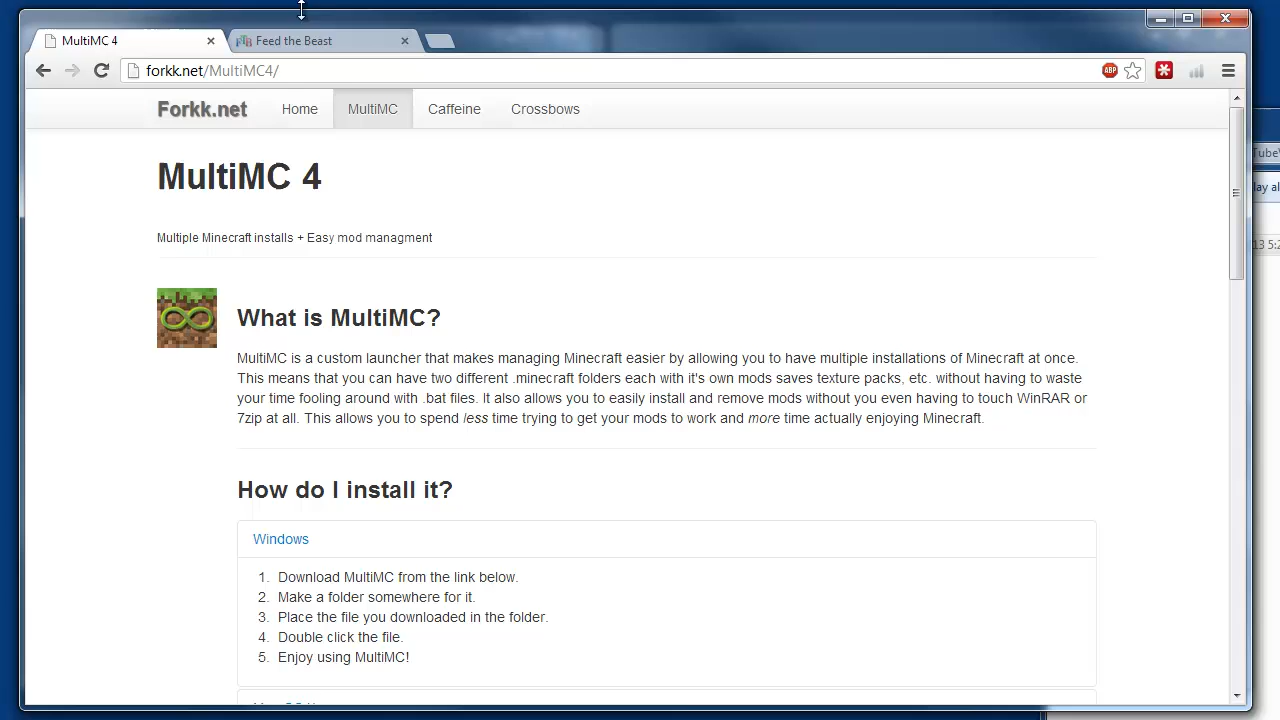 MultiMC 4
Feed the Beast
forkk.net/MultiMC4/
ABP
Forkk.net Home MultiMC Caffeine Crossbows
MultiMC 4
Multiple Minecraft installs + Easy mod managment
What is MultiMC?
MultiMC is a custom launcher that makes managing Minecraft easier by allowing you to have multiple installations of Minecraft at once.
This means that you can have two different .minecraft folders each with it's own mods saves texture packs, etc. without having to waste
your time fooling around with .bat files. It also allows you to easily install and remove mods without you even having to touch WinRAR or
7zip at all. This allows you to spend less time trying to get your mods to work and more time actually enjoying Minecraft.
How do I install it?
Windows
1. Download MultiMC from the link below.
2. Make a folder somewhere for it.
3. Place the file you downloaded in the folder.
4. Double click the file.
5. Enjoy using MultiMC!
Tube
lay al
13 5:2